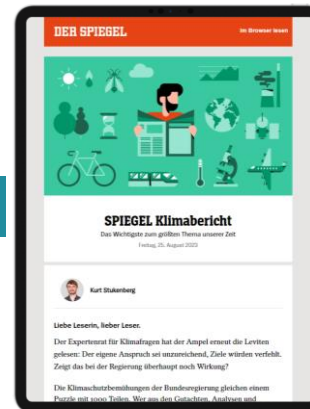 DER SPIEGEL
Im Browser lesen
SPIEGEL Klimabericht
Das Wichtigste zum größten Thema unserer Zeit
Freitag, 25. August 2023
Kurt Stukenberg
Liebe Leserin, lieber Leser,
Der Expertenrat für Klimafragen hat der Ampel erneut die Leviten
gelesen: Der eigene Anspruch sei unzureichend, Ziele würden verfehlt.
Zeigt das bei der Regierung überhaupt noch Wirkung?
Die Klimaschutzbemühungen der Bundesregierung gleichen einem
Puzzle mit 1000 Teilen. Wer aus den Gutachten, Analysen und